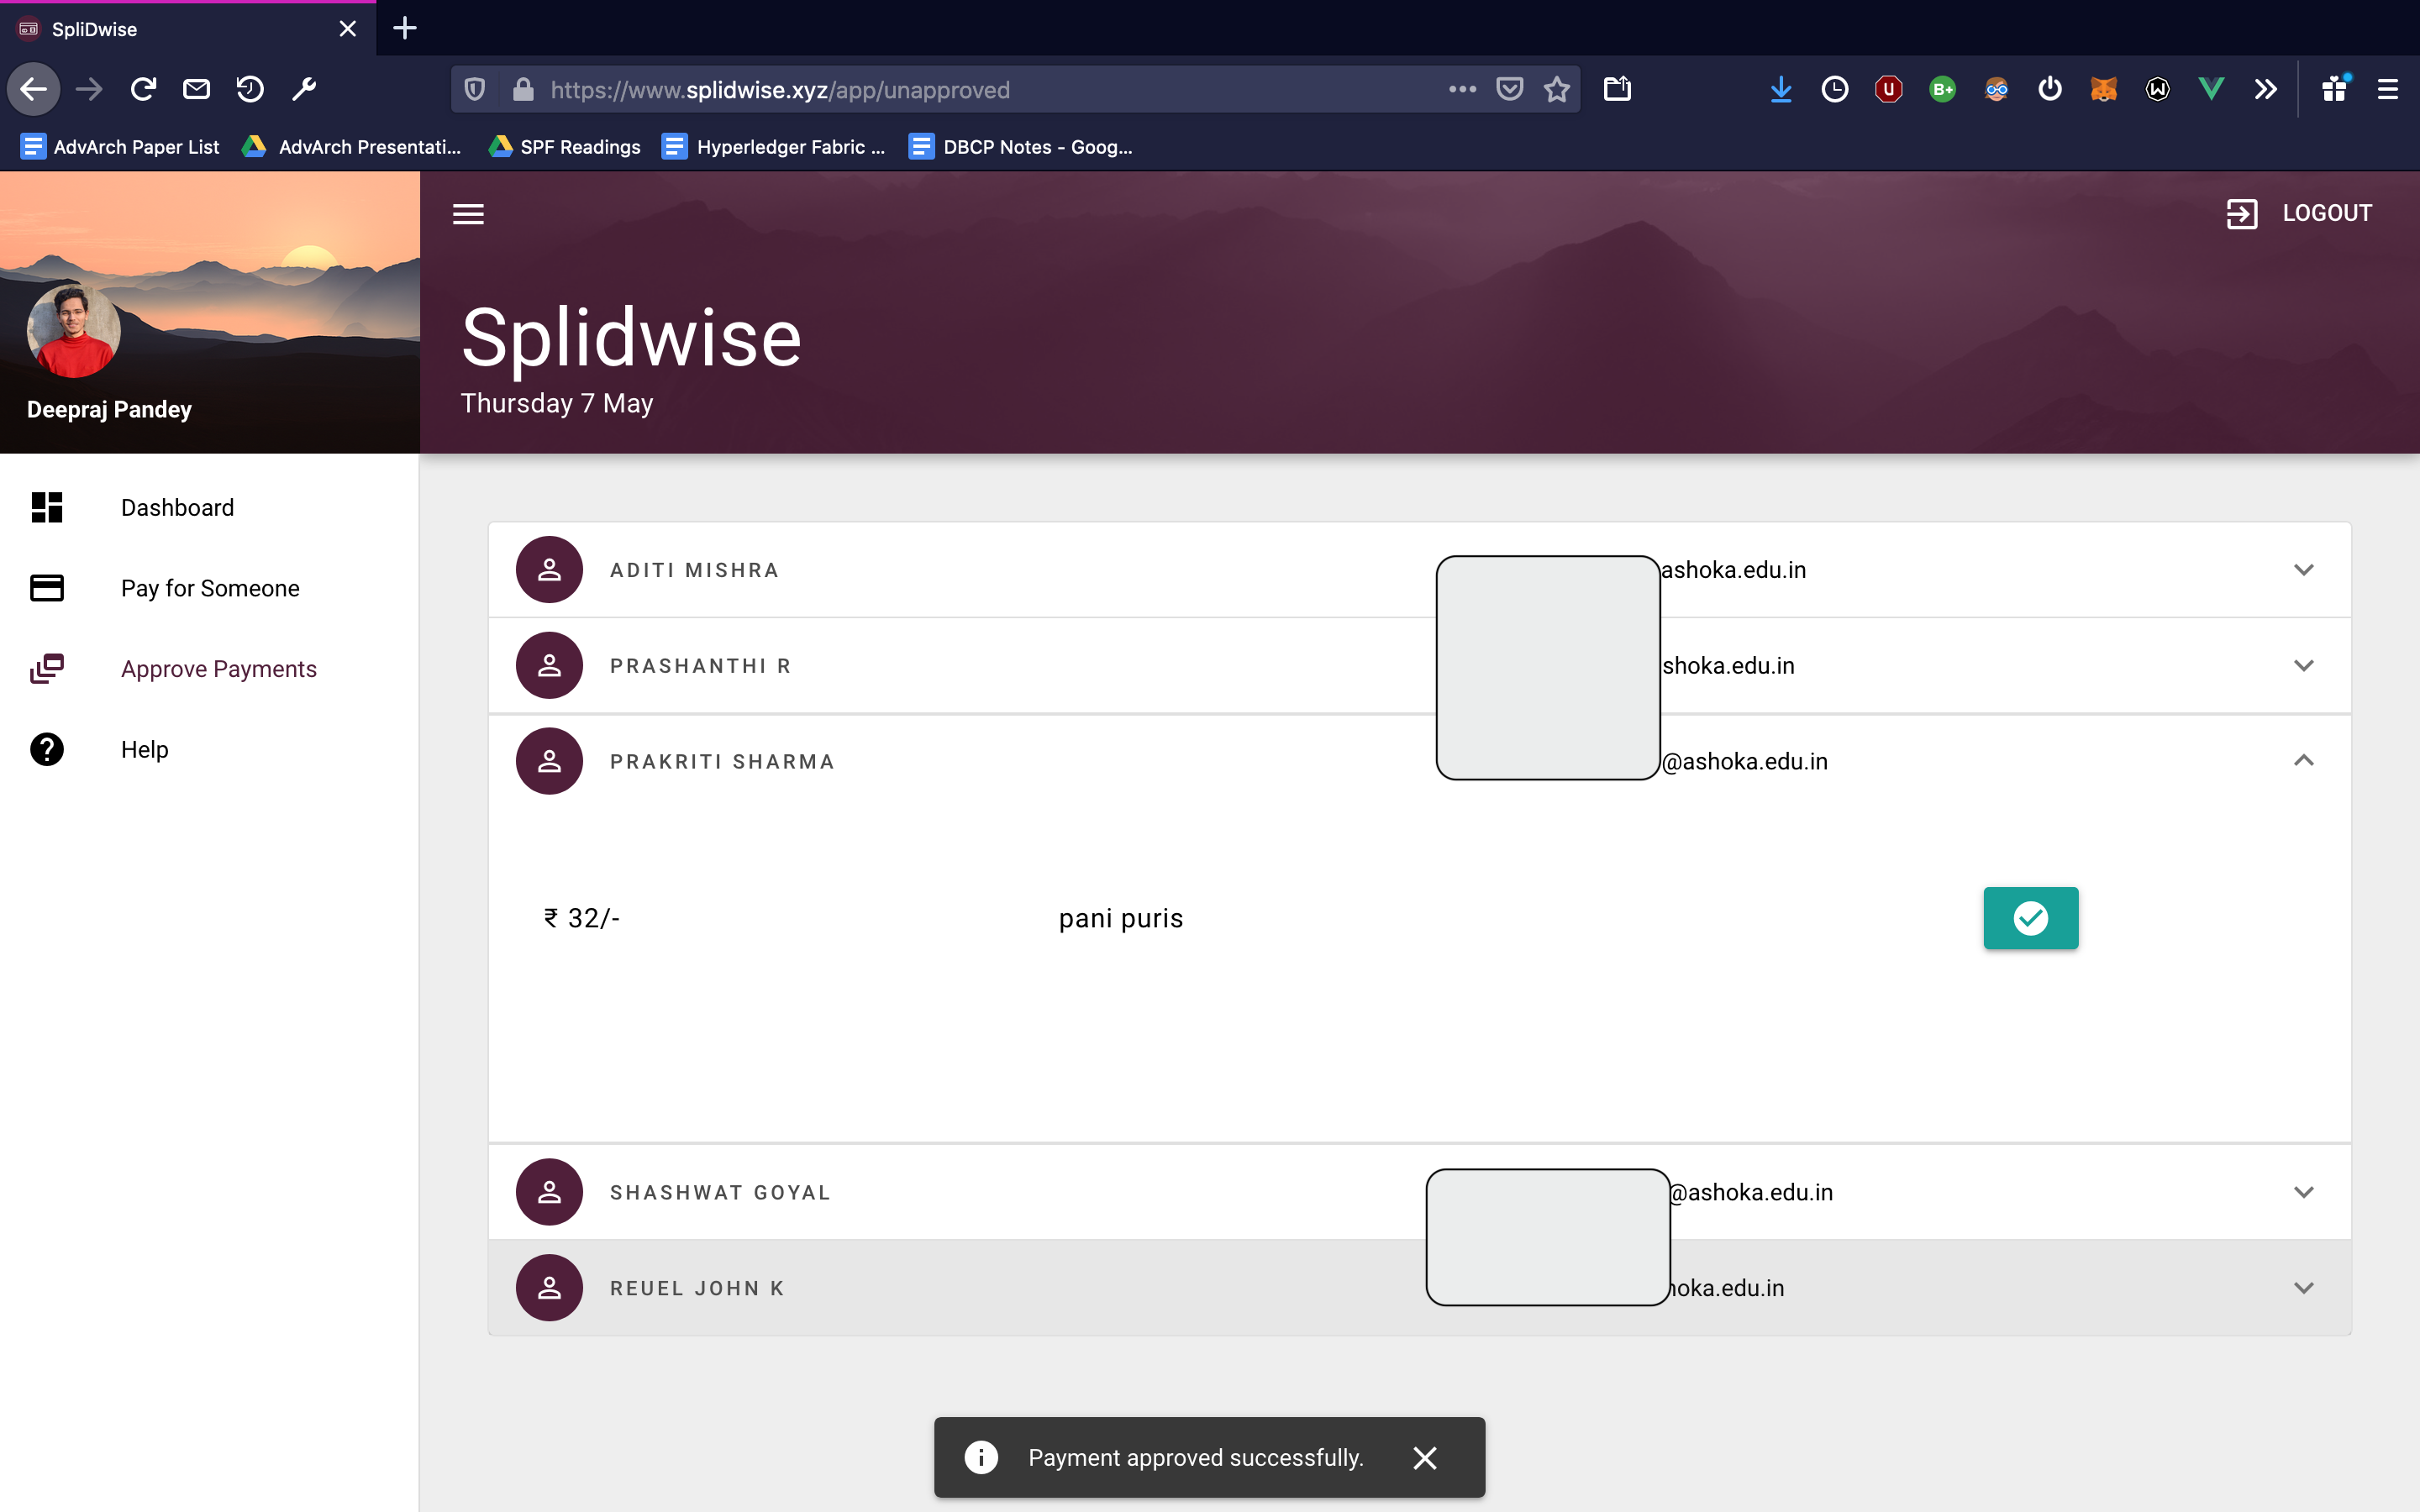 SpliDwise
https://www.splidwise.xyz/app/unapproved
AdvArch Paper List
AdvArch Presentati...
SPF Readings
Hyperledger Fabric ...
DBCP Notes - Goog...
LOGOUT
Splidwise
Thursday 7 May
Deepraj Pandey
Dashboard
Pay for Someone
Approve Payments
Help
ADITI MISHRA ashoka.edu.in
PRASHANTHI R shoka.edu.in
PRAKRITI SHARMA @ashoka.edu.in
₹ 32/- pani puris
SHASHWAT GOYAL @ashoka.edu.in
REUEL JOHN K hoka.edu.in
Payment approved successfully.